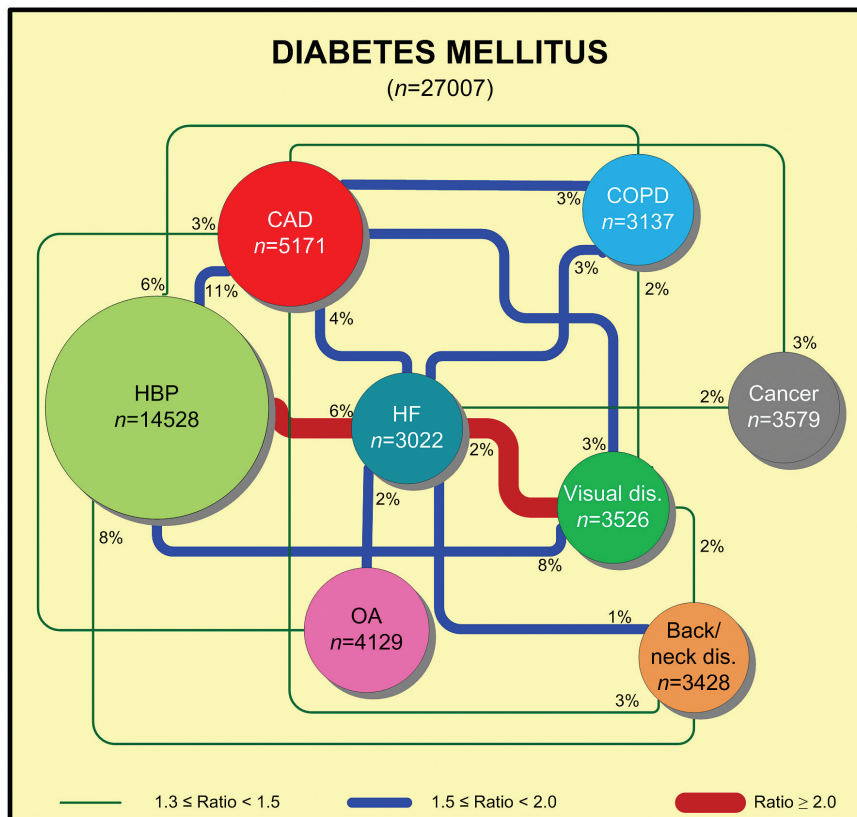 DIABETES MELLITUS
(n=27007)
CAD
n=5171
COPD
n=3137
3%
3%
3%
6%
11%
2%
4%
3%
HBP
n=14528
6%
HF
n=3022
2%
2%
Cancer
n=3579
3%
2%
Visual dis.
n=3526
8%
8%
2%
OA
n=4129
1%
Back/
neck dis.
n=3428
3%
1.3 ≤ Ratio < 1.5
1.5 ≤ Ratio < 2.0
Ratio ≥ 2.0